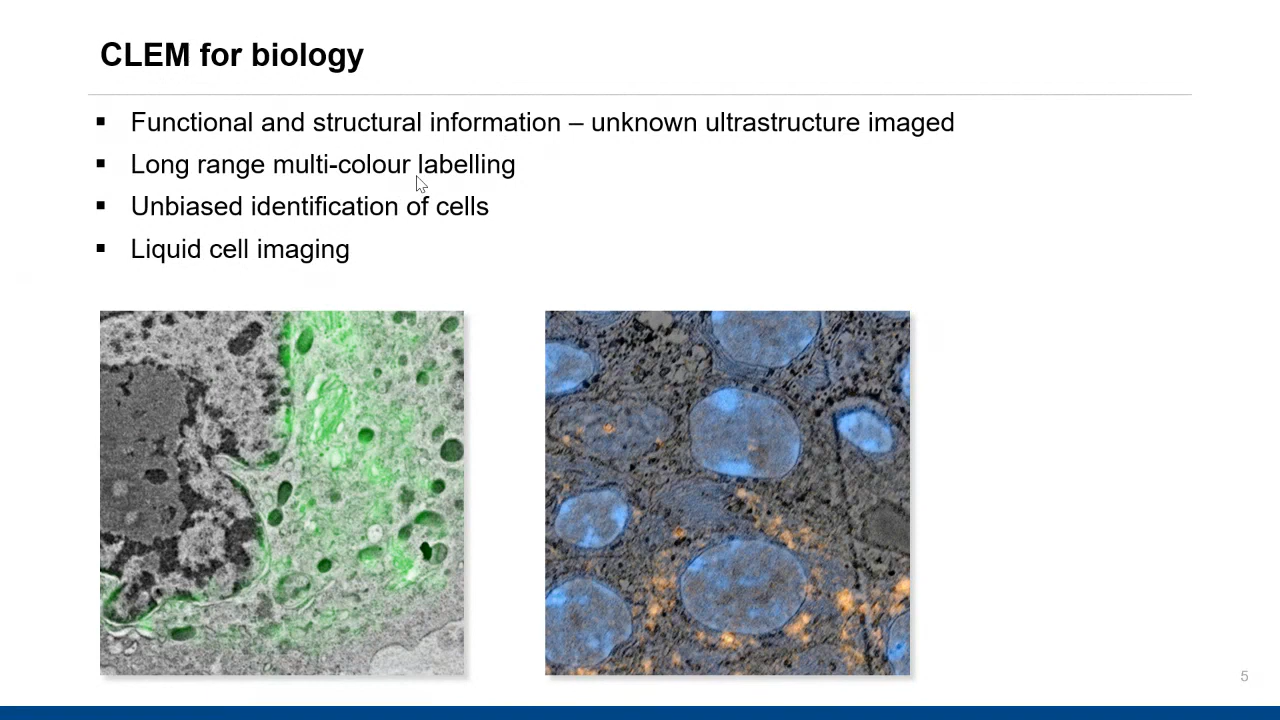 CLEM for biology
▪ Functional and structural information – unknown ultrastructure imaged
▪ Long range multi-colour labelling
▪ Unbiased identification of cells
▪ Liquid cell imaging
5